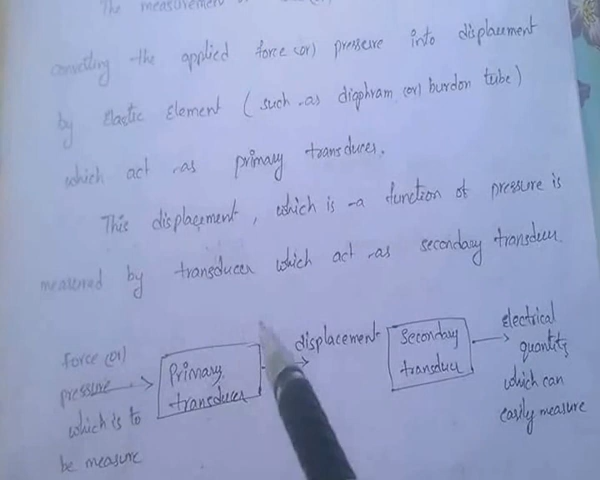 The measurement
converting the applied force (or) pressure into displacement
by Elastic Element (such as diaphram (or) burdon tube)
which act as primary transducer.
This displacement, which is a function of pressure is
measured by transducer which act as secondary transducer.
Force (or)
pressure
which is to
be measure
Primary
transducer
displacement
Secondary
transducer
electrical
quantity
which can
easily measure